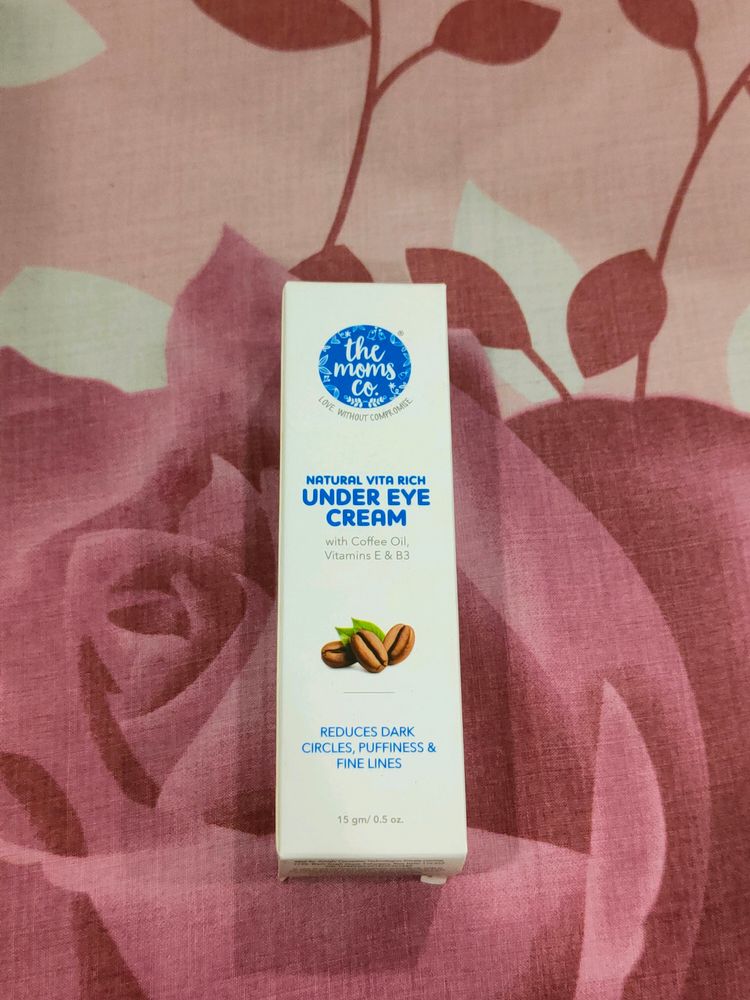 the
moms
co.
®
LOVE WITHOUT COMPROMISE
NATURAL VITA RICH
UNDER EYE
CREAM
with Coffee Oil,
Vitamins E & B3
REDUCES DARK
CIRCLES, PUFFINESS &
FINE LINES
15 gm/ 0.5 oz.